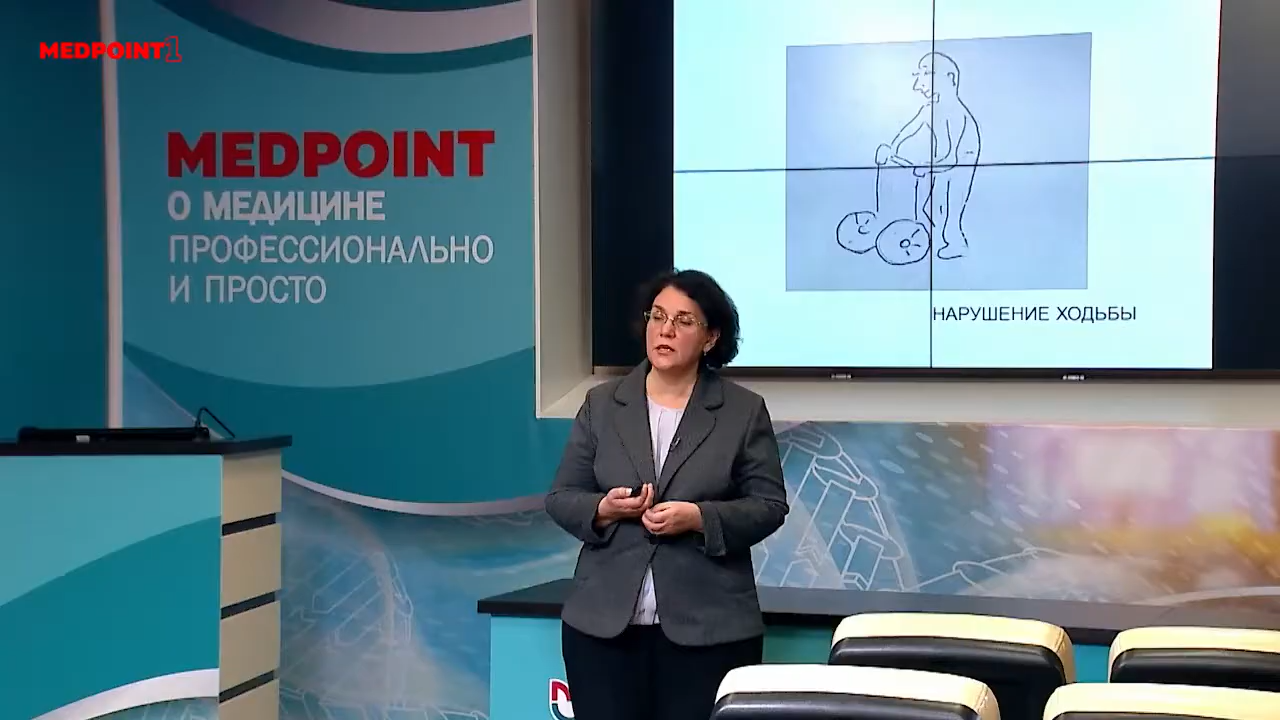 MEDPOINT1
MEDPOINT
О МЕДИЦИНЕ
ПРОФЕССИОНАЛЬНО
И ПРОСТО
НАРУШЕНИЕ ХОДЬБЫ